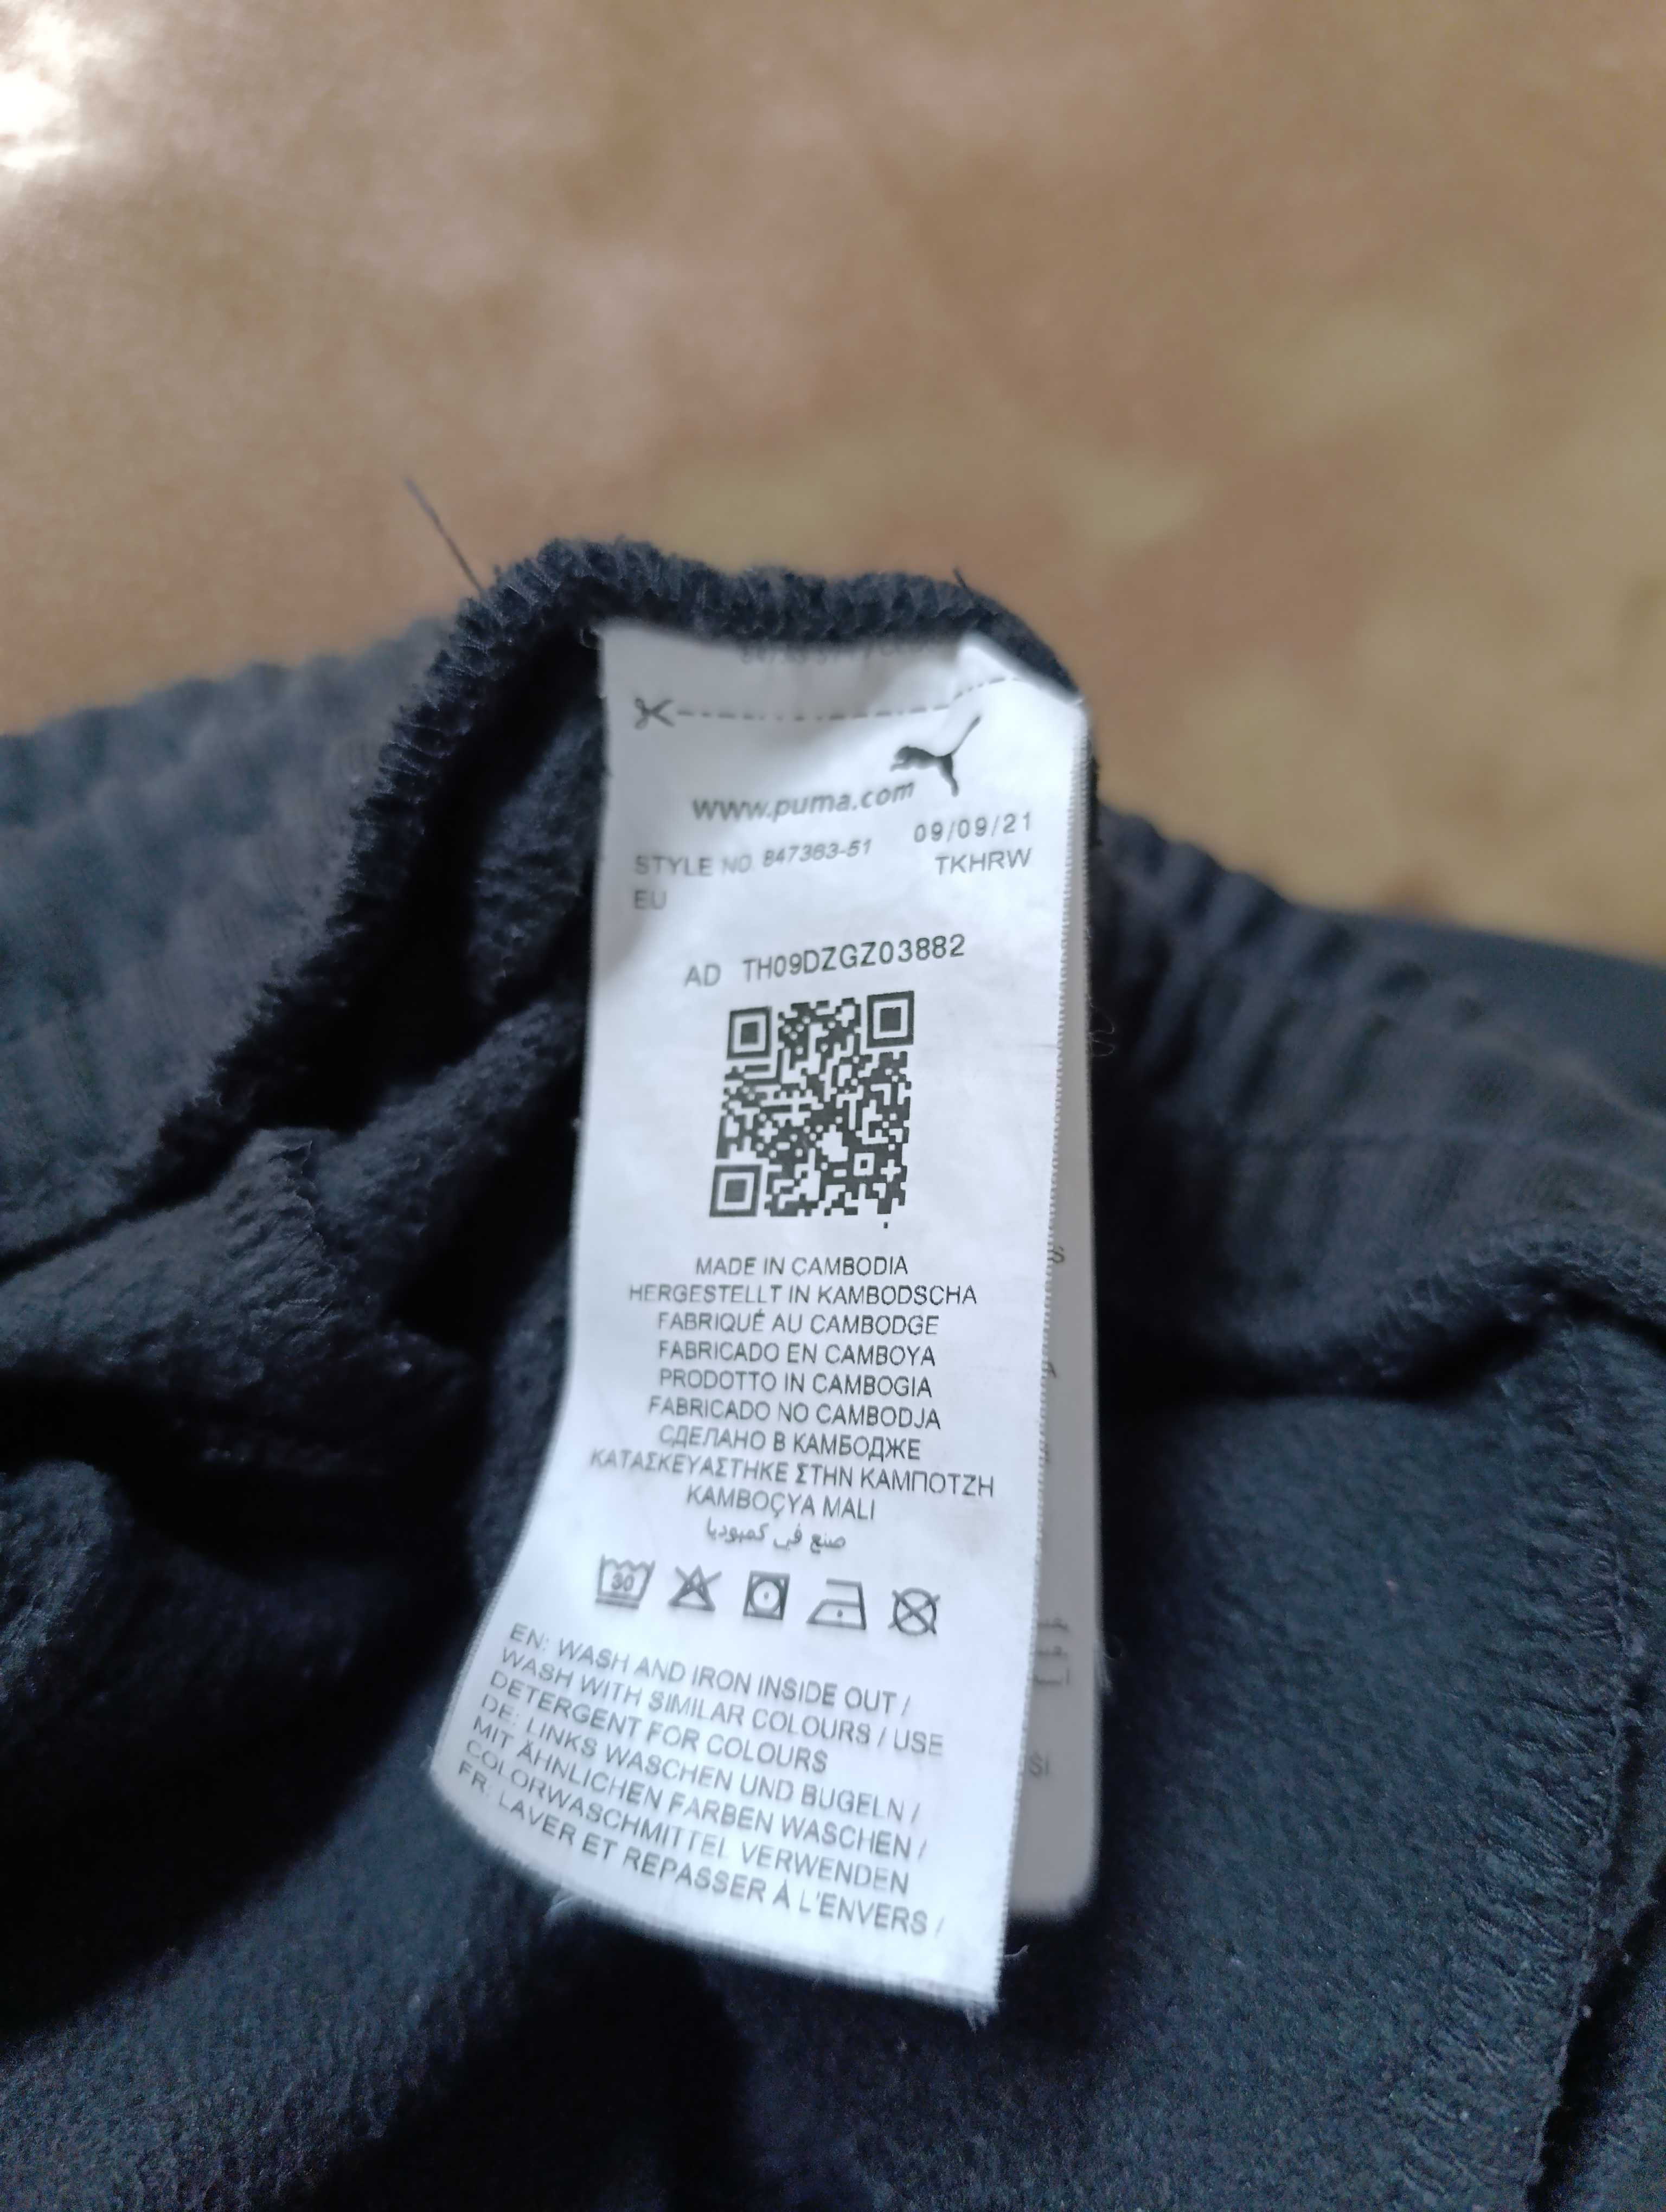 www.puma.com
09/09/21
STYLE NO 847363-51
TKHRW
EU
AD TH09DZGZ03882
MADE IN CAMBODIA
HERGESTELLT IN KAMBODSCHA
FABRIQUÉ AU CAMBODGE
FABRICADO EN CAMBOYA
PRODOTTO IN CAMBOGIA
FABRICADO NO CAMBODJA
СДЕЛАНО В КАМБОДЖЕ
ΚΑΤΑΣΚΕΥΑΣΤΗΚΕ ΣΤΗΝ ΚΑΜΠΟΤΖΗ
KAMBOÇYA MALI
صنع في كمبوديا
30
EN: WASH AND IRON INSIDE OUT /
WASH WITH SIMILAR COLOURS / USE
DETERGENT FOR COLOURS
DE: LINKS WASCHEN UND BUGELN /
MIT ÄHNLICHEN FARBEN WASCHEN /
COLORWASCHMITTEL VERWENDEN
FR: LAVER ET REPASSER À L'ENVERS /